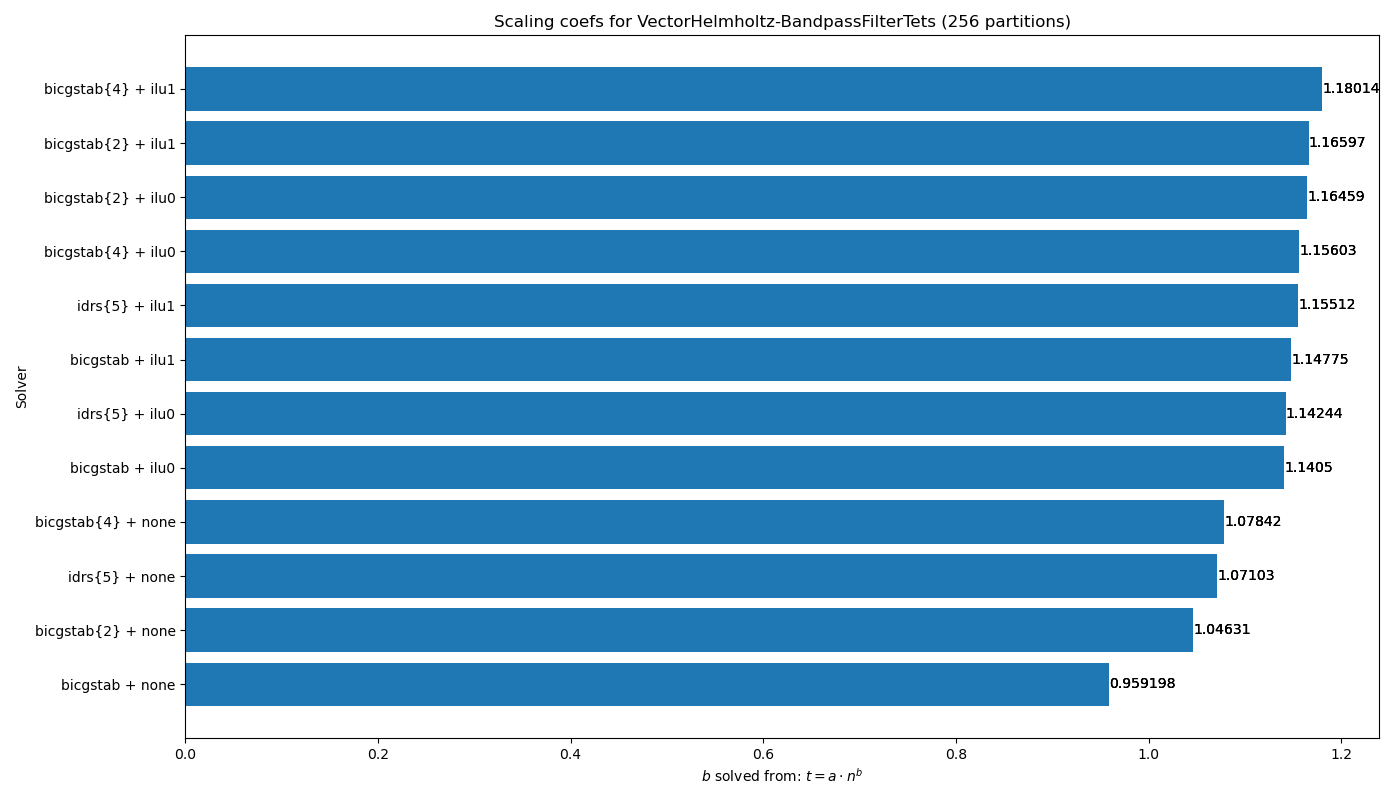 Scaling coefs for VectorHelmholtz-BandpassFilterTets (256 partitions)
Solver
bicgstab{4} + ilu1 1.18014
bicgstab{2} + ilu1 1.16597
bicgstab{2} + ilu0 1.16459
bicgstab{4} + ilu0 1.15603
idrs{5} + ilu1 1.15512
bicgstab + ilu1 1.14775
idrs{5} + ilu0 1.14244
bicgstab + ilu0 1.1405
bicgstab{4} + none 1.07842
idrs{5} + none 1.07103
bicgstab{2} + none 1.04631
bicgstab + none 0.959198
0.0 0.2 0.4 0.6 0.8 1.0 1.2
b solved from: t = a · n^b